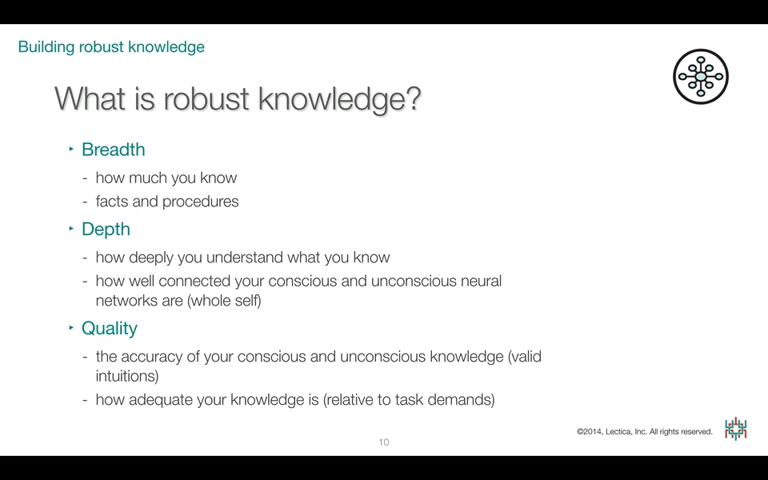 Building robust knowledge
What is robust knowledge?
‣ Breadth
- how much you know
- facts and procedures
‣ Depth
- how deeply you understand what you know
- how well connected your conscious and unconscious neural
networks are (whole self)
‣ Quality
- the accuracy of your conscious and unconscious knowledge (valid
intuitions)
- how adequate your knowledge is (relative to task demands)
©2014, Lectica, Inc. All rights reserved.
10